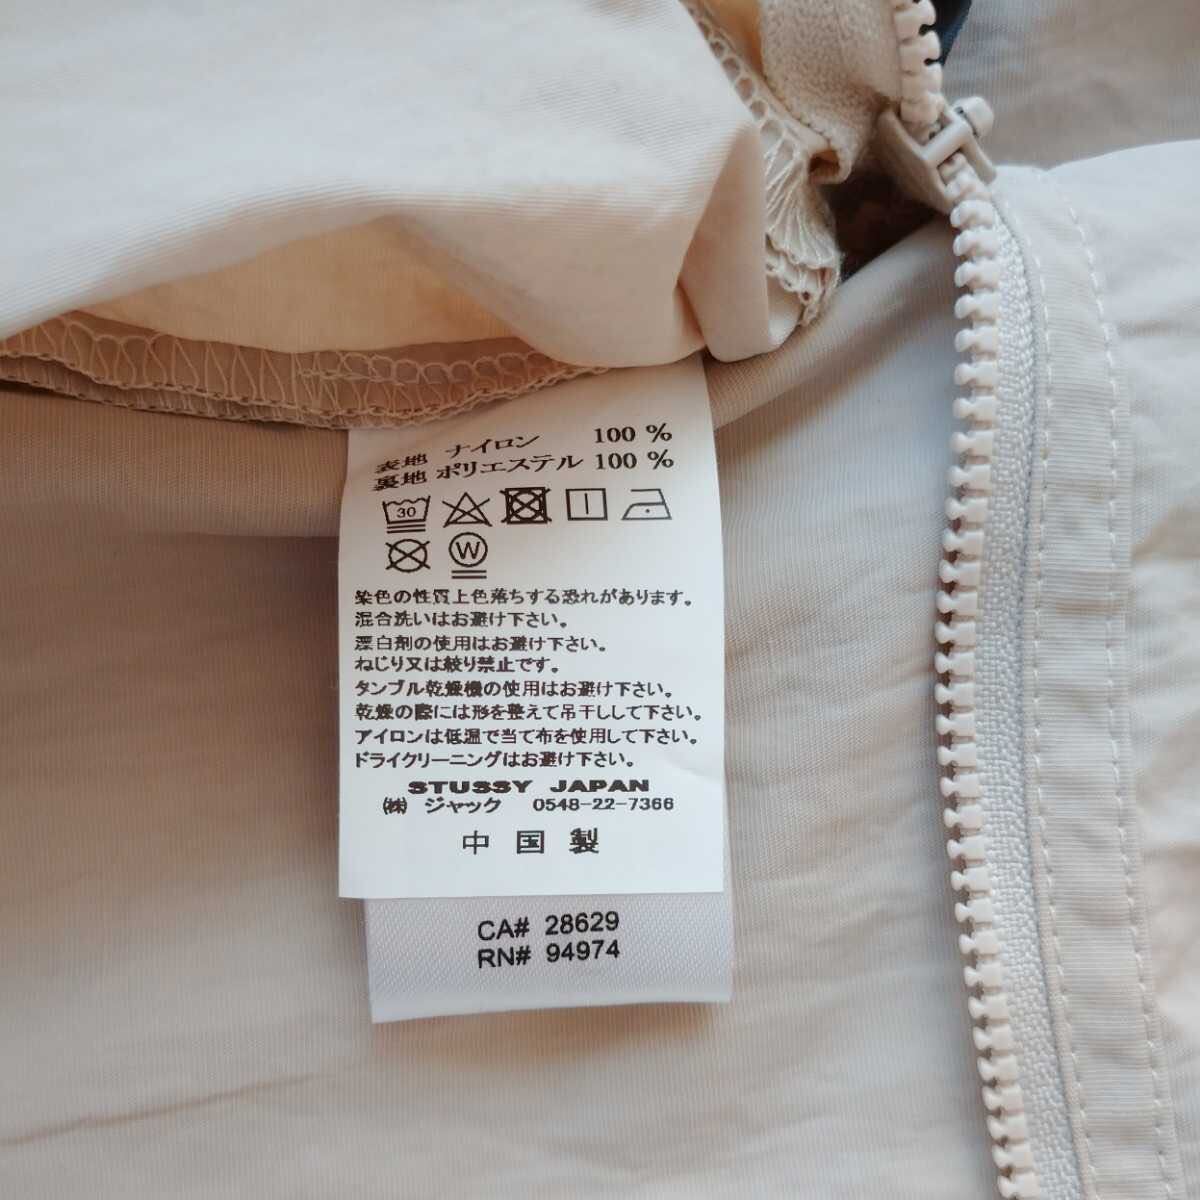 表地 ナイロン 100 %
裏地 ポリエステル 100 %
30
W
染色の性質上色落ちする恐れがあります。
混合洗いはお避け下さい。
漂白剤の使用はお避け下さい。
ねじり又は絞り禁止です。
タンブル乾燥機の使用はお避け下さい。
乾燥の際には形を整えて吊干しして下さい。
アイロンは低温で当て布を使用して下さい。
ドライクリーニングはお避け下さい。
STUSSY JAPAN
㈱ ジャック 0548-22-7366
中国製
CA# 28629
RN# 94974